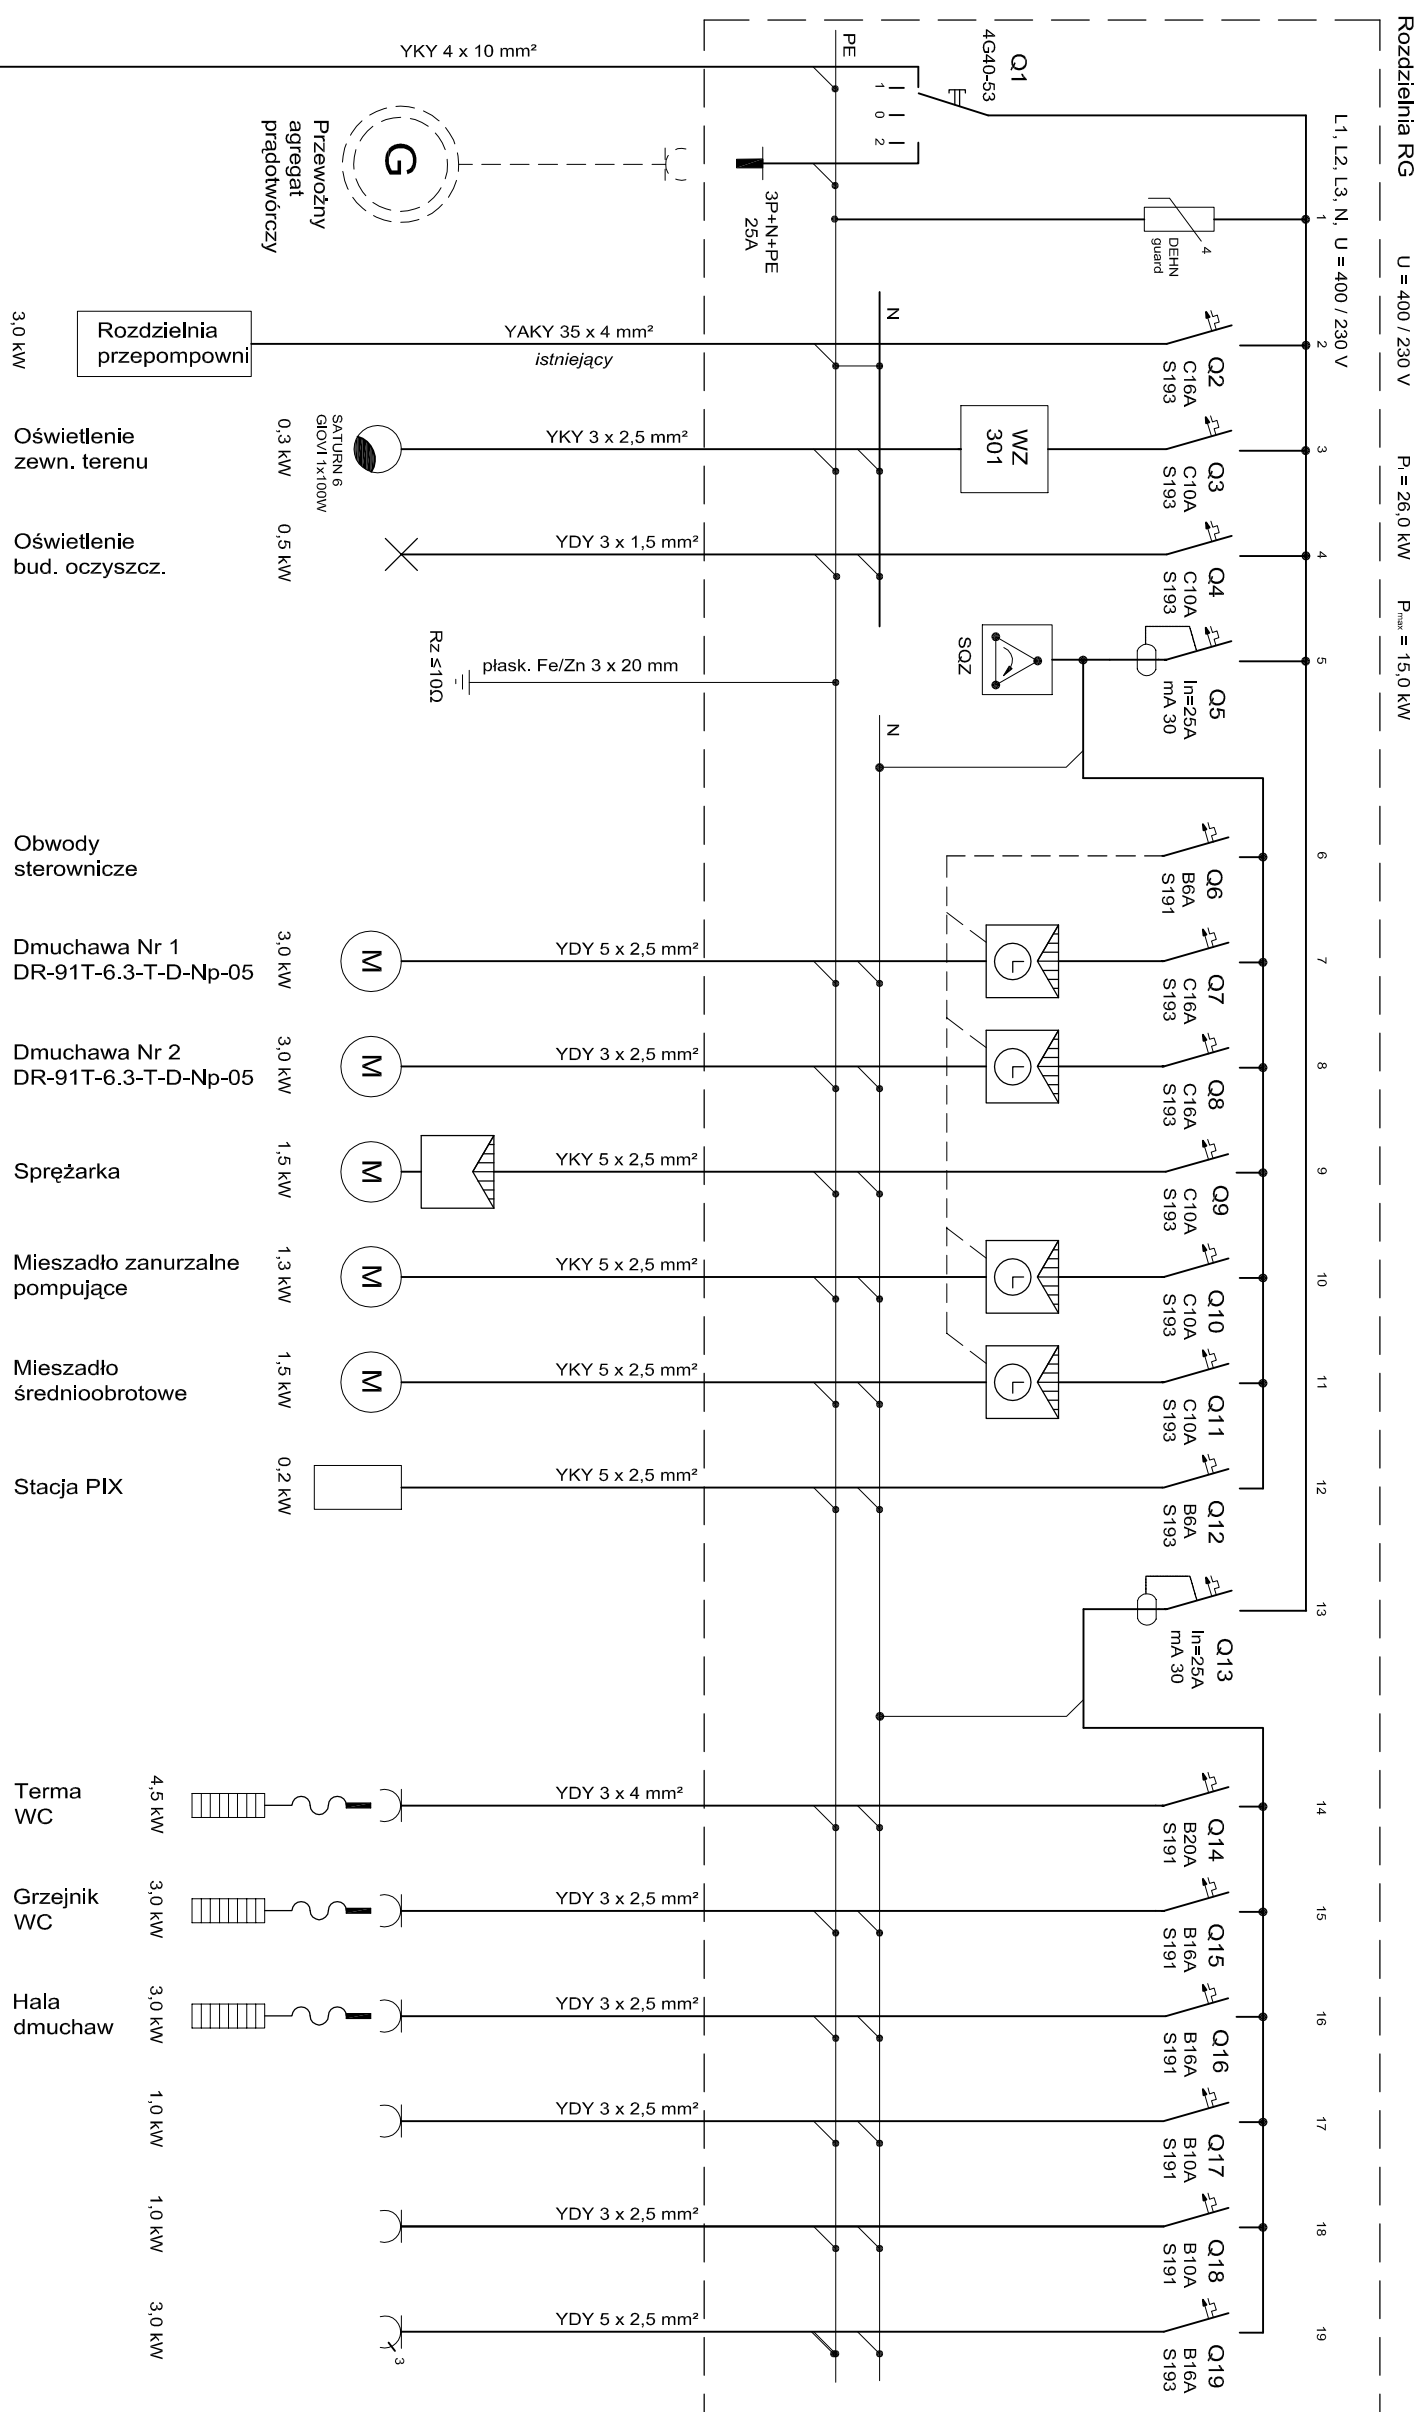 Rozdzielnia RG
U = 400 / 230 V
Pi = 26,0 kW
Pmax = 15,0 kW
L1, L2, L3, N, U = 400 / 230 V
YKY 4 x 10 mm²
PE
Q1
4G40-53
1
0
2
G
Przewoźny
agregat
prądotwórczy
3P+N+PE
25A
1
4
DEHN
guard
N
2
Q2
C16A
S193
YAKY 35 x 4 mm²
istniejący
Rozdzielnia
przepompowni
3,0 kW
3
Q3
C10A
S193
WZ
301
YKY 3 x 2,5 mm²
SATURN 6
GIOVI 1x100W
0,3 kW
Oświetlenie
zewn. terenu
4
Q4
C10A
S193
YDY 3 x 1,5 mm²
0,5 kW
Oświetlenie
bud. oczyszcz.
5
Q5
In=25A
mA 30
SQZ
płask. Fe/Zn 3 x 20 mm
Rz ≤10Ω
N
6
Q6
B6A
S191
Obwody
sterownicze
7
Q7
C16A
S193
L
YDY 5 x 2,5 mm²
M
3,0 kW
Dmuchawa Nr 1
DR-91T-6.3-T-D-Np-05
8
Q8
C16A
S193
L
YDY 3 x 2,5 mm²
M
3,0 kW
Dmuchawa Nr 2
DR-91T-6.3-T-D-Np-05
9
Q9
C10A
S193
YKY 5 x 2,5 mm²
M
1,5 kW
Sprężarka
10
Q10
C10A
S193
L
YKY 5 x 2,5 mm²
M
1,3 kW
Mieszadło zanurzalne
pompujące
11
Q11
C10A
S193
L
YKY 5 x 2,5 mm²
M
1,5 kW
Mieszadło
średnioobrotowe
12
Q12
B6A
S193
YKY 5 x 2,5 mm²
0,2 kW
Stacja PIX
13
Q13
In=25A
mA 30
14
Q14
B20A
S191
YDY 3 x 4 mm²
4,5 kW
Terma
WC
15
Q15
B16A
S191
YDY 3 x 2,5 mm²
3,0 kW
Grzejnik
WC
16
Q16
B16A
S191
YDY 3 x 2,5 mm²
3,0 kW
Hala
dmuchaw
17
Q17
B10A
S191
YDY 3 x 2,5 mm²
1,0 kW
18
Q18
B10A
S191
YDY 3 x 2,5 mm²
1,0 kW
19
Q19
B16A
S193
YDY 5 x 2,5 mm²
3
3,0 kW